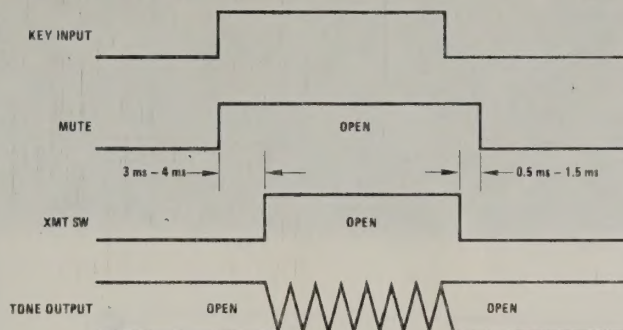 KEY INPUT
MUTE
OPEN
3 ms – 4 ms
0.5 ms – 1.5 ms
XMT SW
OPEN
TONE OUTPUT
OPEN
OPEN